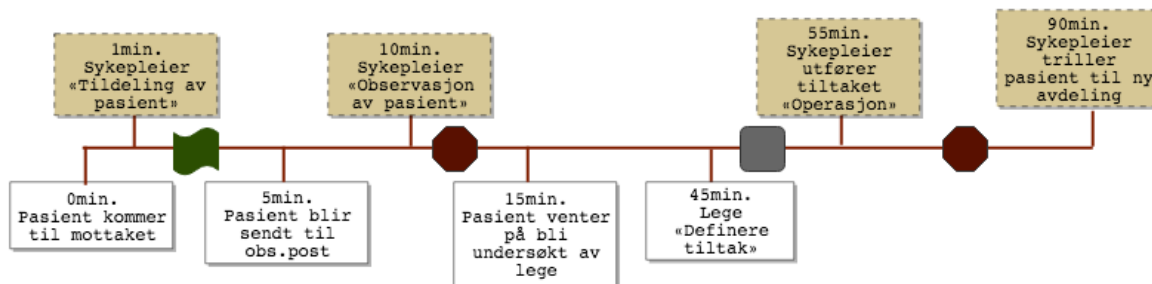 1min.
Sykepleier
«Tildeling av
pasient»
10min.
Sykepleier
«Observasjon
av pasient»
55min.
Sykepleier
utfører
tiltaket
«Operasjon»
90min.
Sykepleier
triller
pasient til ny
avdeling
0min.
Pasient kommer
til mottaket
5min.
Pasient blir
sendt til
obs.post
15min.
Pasient venter
på bli
undersøkt av
lege
45min.
Lege
«Definere
tiltak»